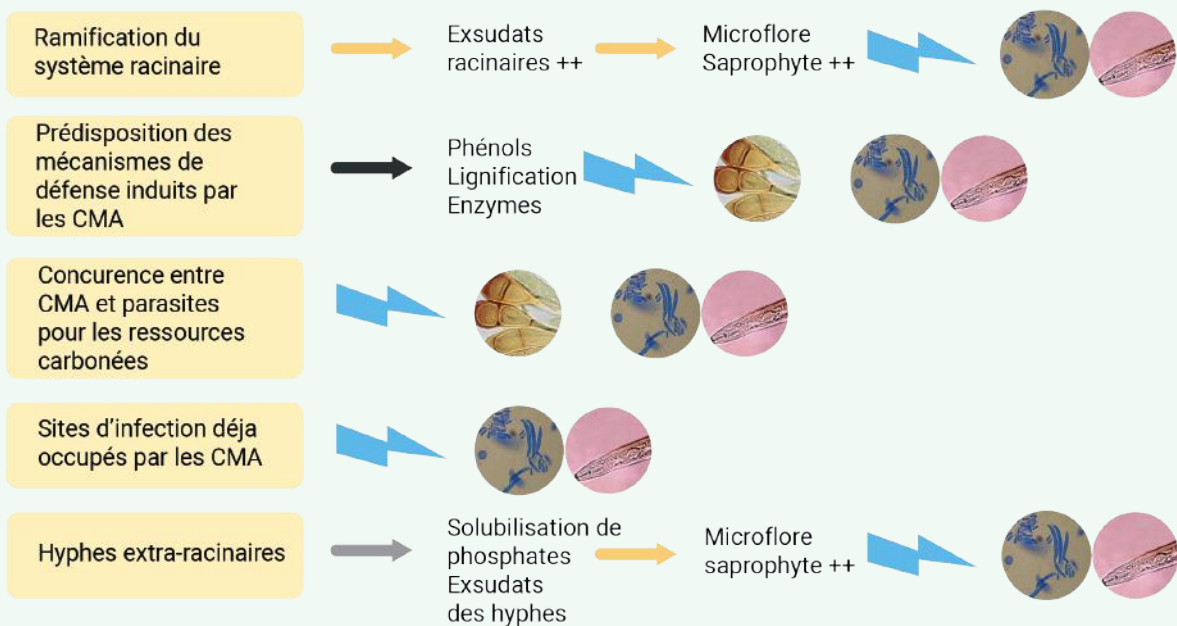 Ramification du
système racinaire
Exsudats
racinaires ++
Microflore
Saprophyte ++
Prédisposition des
mécanismes de
défense induits par
les CMA
Phénols
Lignification
Enzymes
Concurence entre
CMA et parasites
pour les ressources
carbonées
Sites d'infection déja
occupés par les CMA
Hyphes extra-racinaires
Solubilisation de
phosphates
Exsudats
des hyphes
Microflore
saprophyte ++